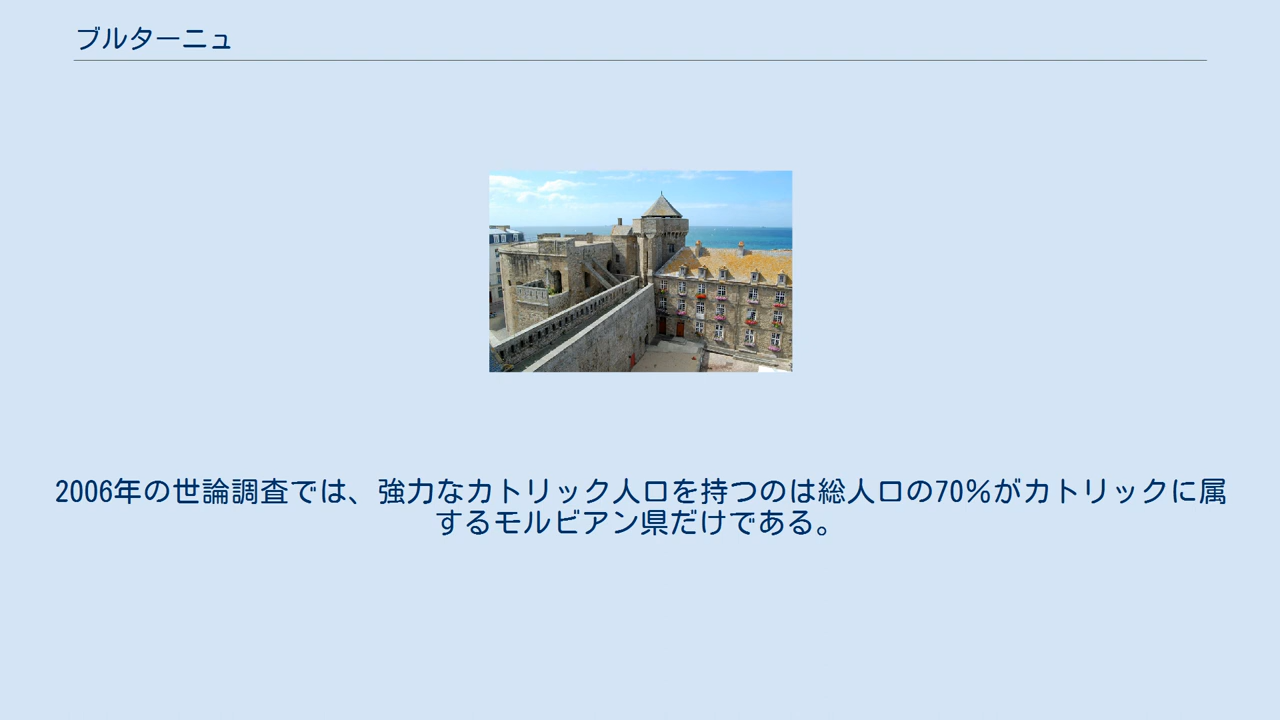 ブルターニュ
2006年の世論調査では、強力なカトリック人口を持つのは総人口の70%がカトリックに属
するモルビアン県だけである。